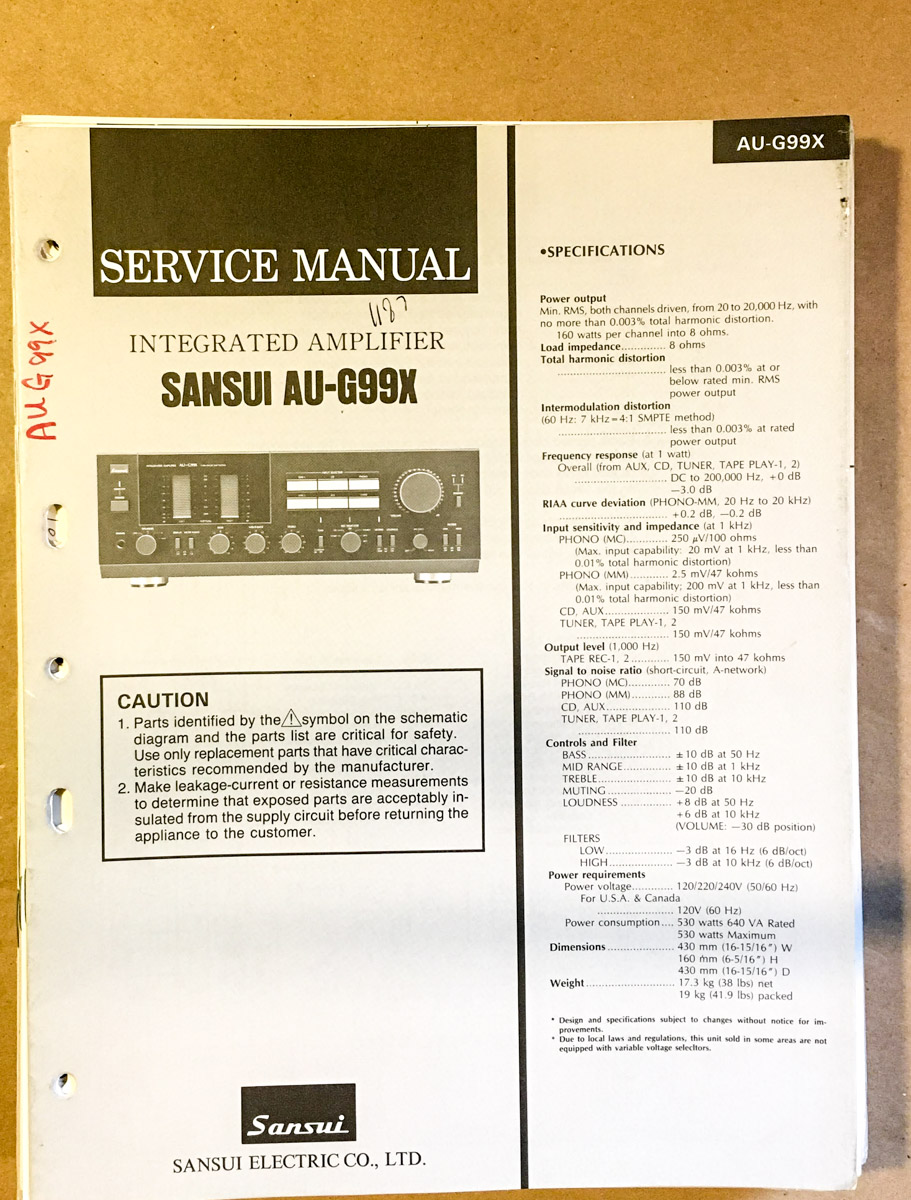 SERVICE MANUAL
1187
INTEGRATED AMPLIFIER
SANSUI AU-G99X
AU G99X
CAUTION
1. Parts identified by the ⚠ symbol on the schematic
diagram and the parts list are critical for safety.
Use only replacement parts that have critical charac-
teristics recommended by the manufacturer.
2. Make leakage-current or resistance measurements
to determine that exposed parts are acceptably in-
sulated from the supply circuit before returning the
appliance to the customer.
Sansui
SANSUI ELECTRIC CO., LTD.
AU-G99X
•SPECIFICATIONS
Power output
Min. RMS, both channels driven, from 20 to 20,000 Hz, with
no more than 0.003% total harmonic distortion.
160 watts per channel into 8 ohms.
Load impedance.............. 8 ohms
Total harmonic distortion
.............................. less than 0.003% at or
below rated min. RMS
power output
Intermodulation distortion
(60 Hz: 7 kHz=4:1 SMPTE method)
.............................. less than 0.003% at rated
power output
Frequency response (at 1 watt)
Overall (from AUX, CD, TUNER, TAPE PLAY-1, 2)
......................... DC to 200,000 Hz, +0 dB
−3.0 dB
RIAA curve deviation (PHONO-MM, 20 Hz to 20 kHz)
.............................. +0.2 dB, −0.2 dB
Input sensitivity and impedance (at 1 kHz)
PHONO (MC)............. 250 μV/100 ohms
(Max. input capability: 20 mV at 1 kHz, less than
0.01% total harmonic distortion)
PHONO (MM)............ 2.5 mV/47 kohms
(Max. input capability; 200 mV at 1 kHz, less than
0.01% total harmonic distortion)
CD, AUX.................... 150 mV/47 kohms
TUNER, TAPE PLAY-1, 2
.......................... 150 mV/47 kohms
Output level (1,000 Hz)
TAPE REC-1, 2............ 150 mV into 47 kohms
Signal to noise ratio (short-circuit, A-network)
PHONO (MC)............. 70 dB
PHONO (MM)............ 88 dB
CD, AUX.................... 110 dB
TUNER, TAPE PLAY-1, 2
.......................... 110 dB
Controls and Filter
BASS.......................... ±10 dB at 50 Hz
MID RANGE................ ±10 dB at 1 kHz
TREBLE....................... ±10 dB at 10 kHz
MUTING.................... −20 dB
LOUDNESS ............... +8 dB at 50 Hz
+6 dB at 10 kHz
(VOLUME: −30 dB position)
FILTERS
LOW.................... −3 dB at 16 Hz (6 dB/oct)
HIGH................... −3 dB at 10 kHz (6 dB/oct)
Power requirements
Power voltage............. 120/220/240V (50/60 Hz)
For U.S.A. & Canada
....................... 120V (60 Hz)
Power consumption.... 530 watts 640 VA Rated
530 watts Maximum
Dimensions..................... 430 mm (16-15/16″) W
160 mm (6-5/16″) H
430 mm (16-15/16″) D
Weight........................... 17.3 kg (38 lbs) net
19 kg (41.9 lbs) packed
* Design and specifications subject to changes without notice for im-
provements.
* Due to local laws and regulations, this unit sold in some areas are not
equipped with variable voltage selecltors.